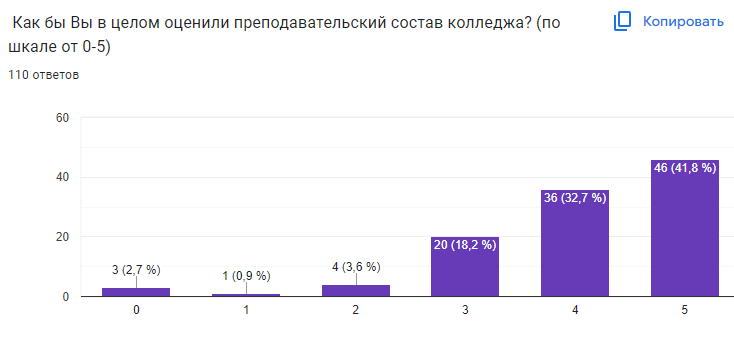 Как бы Вы в целом оценили преподавательский состав колледжа? (по
шкале от 0-5)
Копировать
110 ответов
60
40
20
0
3 (2,7 %)
1 (0,9 %)
4 (3,6 %)
20 (18,2 %)
36 (32,7 %)
46 (41,8 %)
0
1
2
3
4
5